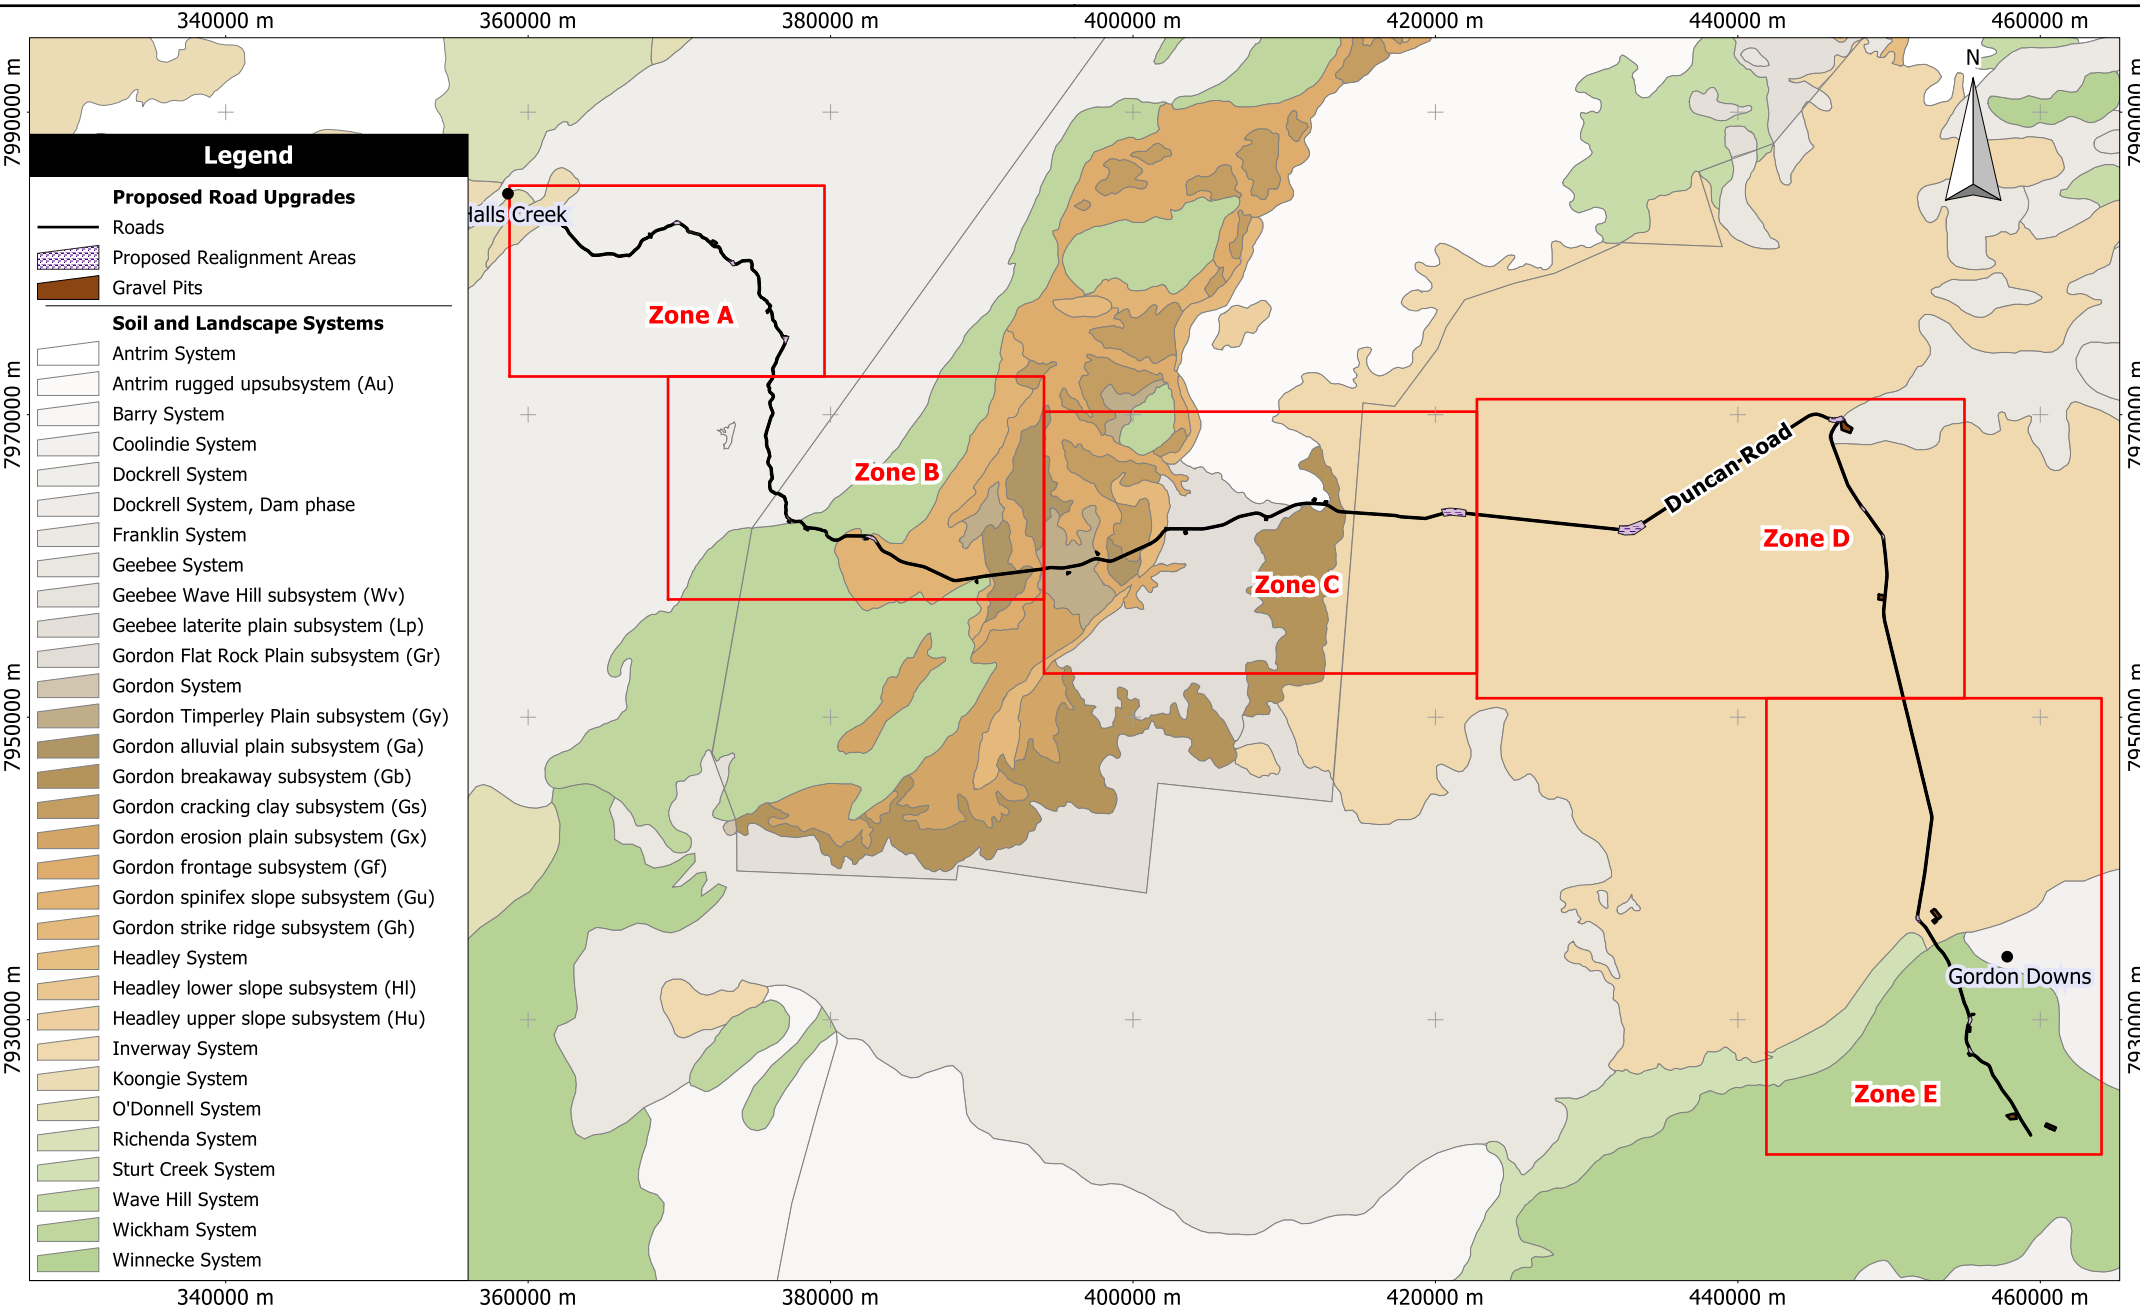 340000 m 360000 m 380000 m 400000 m 420000 m 440000 m 460000 m
7990000 m
7970000 m
7950000 m
7930000 m
Legend
Proposed Road Upgrades
Roads
Proposed Realignment Areas
Gravel Pits
Soil and Landscape Systems
Antrim System
Antrim rugged upsubsystem (Au)
Barry System
Coolindie System
Dockrell System
Dockrell System, Dam phase
Franklin System
Geebee System
Geebee Wave Hill subsystem (Wv)
Geebee laterite plain subsystem (Lp)
Gordon Flat Rock Plain subsystem (Gr)
Gordon System
Gordon Timperley Plain subsystem (Gy)
Gordon alluvial plain subsystem (Ga)
Gordon breakaway subsystem (Gb)
Gordon cracking clay subsystem (Gs)
Gordon erosion plain subsystem (Gx)
Gordon frontage subsystem (Gf)
Gordon spinifex slope subsystem (Gu)
Gordon strike ridge subsystem (Gh)
Headley System
Headley lower slope subsystem (Hl)
Headley upper slope subsystem (Hu)
Inverway System
Koongie System
O'Donnell System
Richenda System
Sturt Creek System
Wave Hill System
Wickham System
Winnecke System
N
Halls Creek
Zone A
Zone B
Zone C
Duncan-Road
Zone D
Gordon Downs
Zone E
7990000 m
7970000 m
7950000 m
7930000 m
340000 m 360000 m 380000 m 400000 m 420000 m 440000 m 460000 m